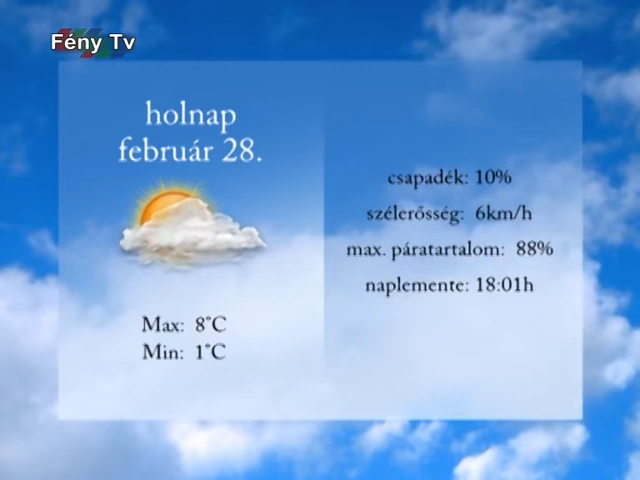 Fény Tv
holnap
február 28.
Max: 8°C
Min: 1°C
csapadék: 10%
szélerősség: 6km/h
max. páratartalom: 88%
naplemente: 18:01h